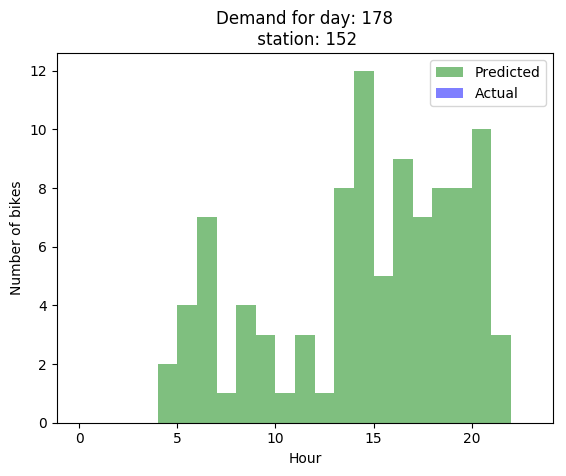 Demand for day: 178
station: 152
Predicted
Actual
12
10
8
6
4
2
0
Number of bikes
0
5
10
15
20
Hour